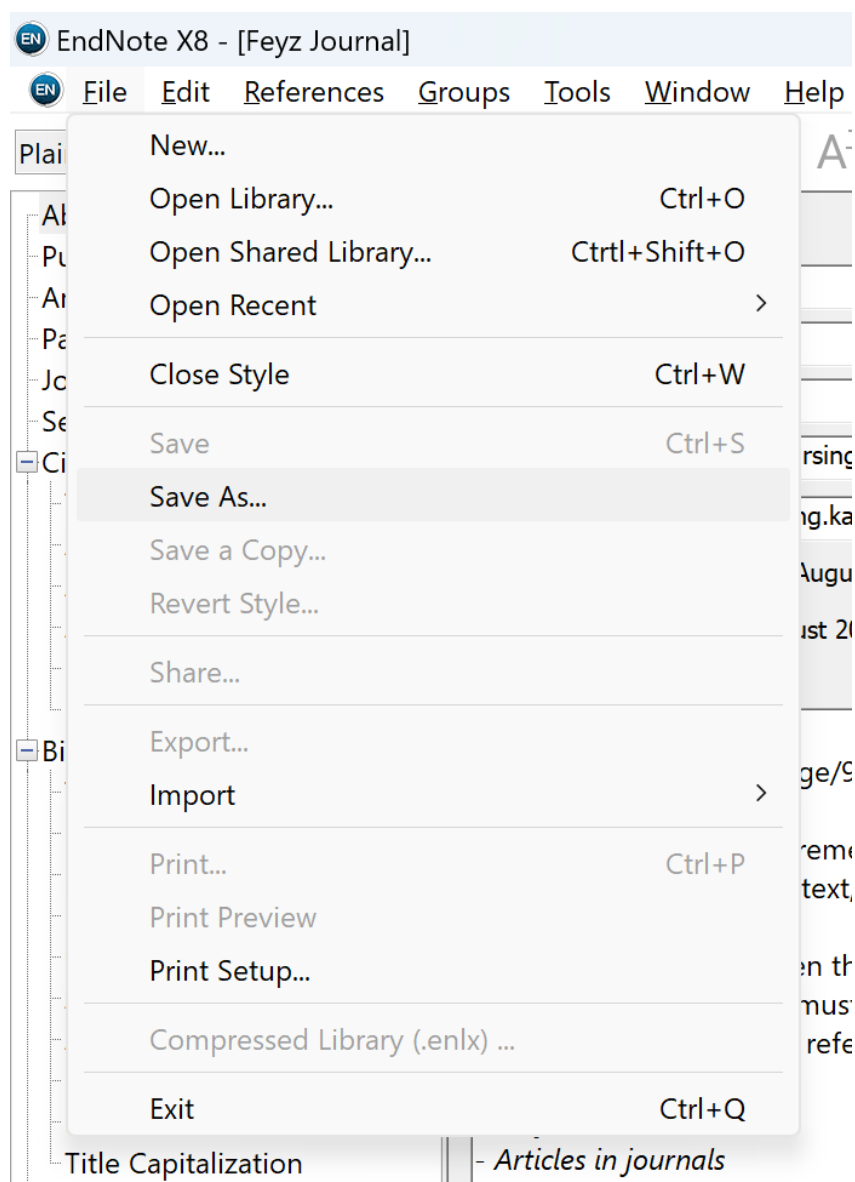 EN EndNote X8 - [Feyz Journal]
EN File Edit References Groups Tools Window Help
New...
Open Library... Ctrl+O
Open Shared Library... Ctrtl+Shift+O
Open Recent
Close Style Ctrl+W
Save Ctrl+S
Save As...
Save a Copy...
Revert Style...
Share...
Export...
Import
Print... Ctrl+P
Print Preview
Print Setup...
Compressed Library (.enlx) ...
Exit Ctrl+Q
Title Capitalization
- Articles in journals